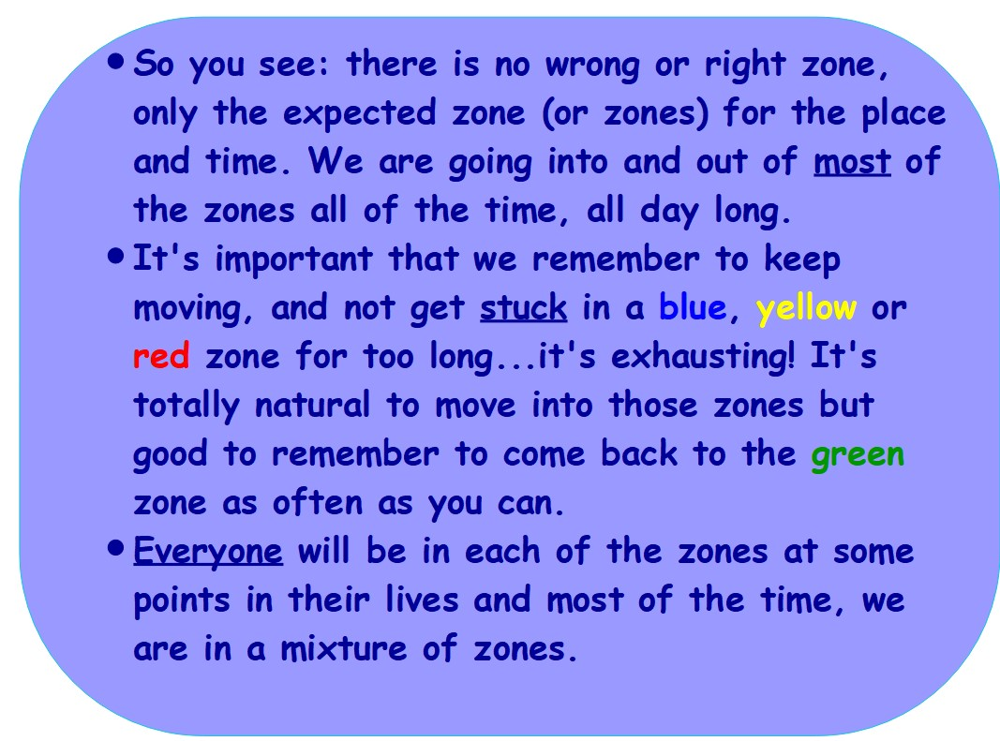 • So you see: there is no wrong or right zone,
only the expected zone (or zones) for the place
and time. We are going into and out of most of
the zones all of the time, all day long.
• It's important that we remember to keep
moving, and not get stuck in a blue, yellow or
red zone for too long...it's exhausting! It's
totally natural to move into those zones but
good to remember to come back to the green
zone as often as you can.
• Everyone will be in each of the zones at some
points in their lives and most of the time, we
are in a mixture of zones.